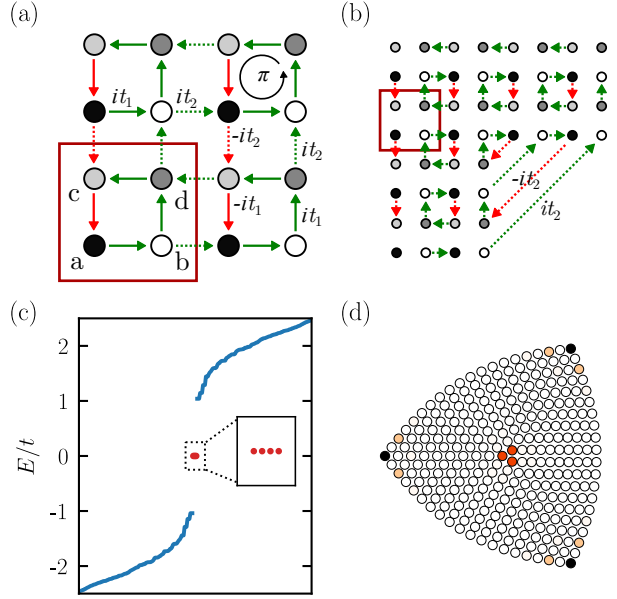 (a)
(b)
π
it₁
it₂
-it₂
it₂
c
d
-it₁
it₁
a
b
-it₂
it₂
(c)
(d)
E/t
2
1
0
-1
-2